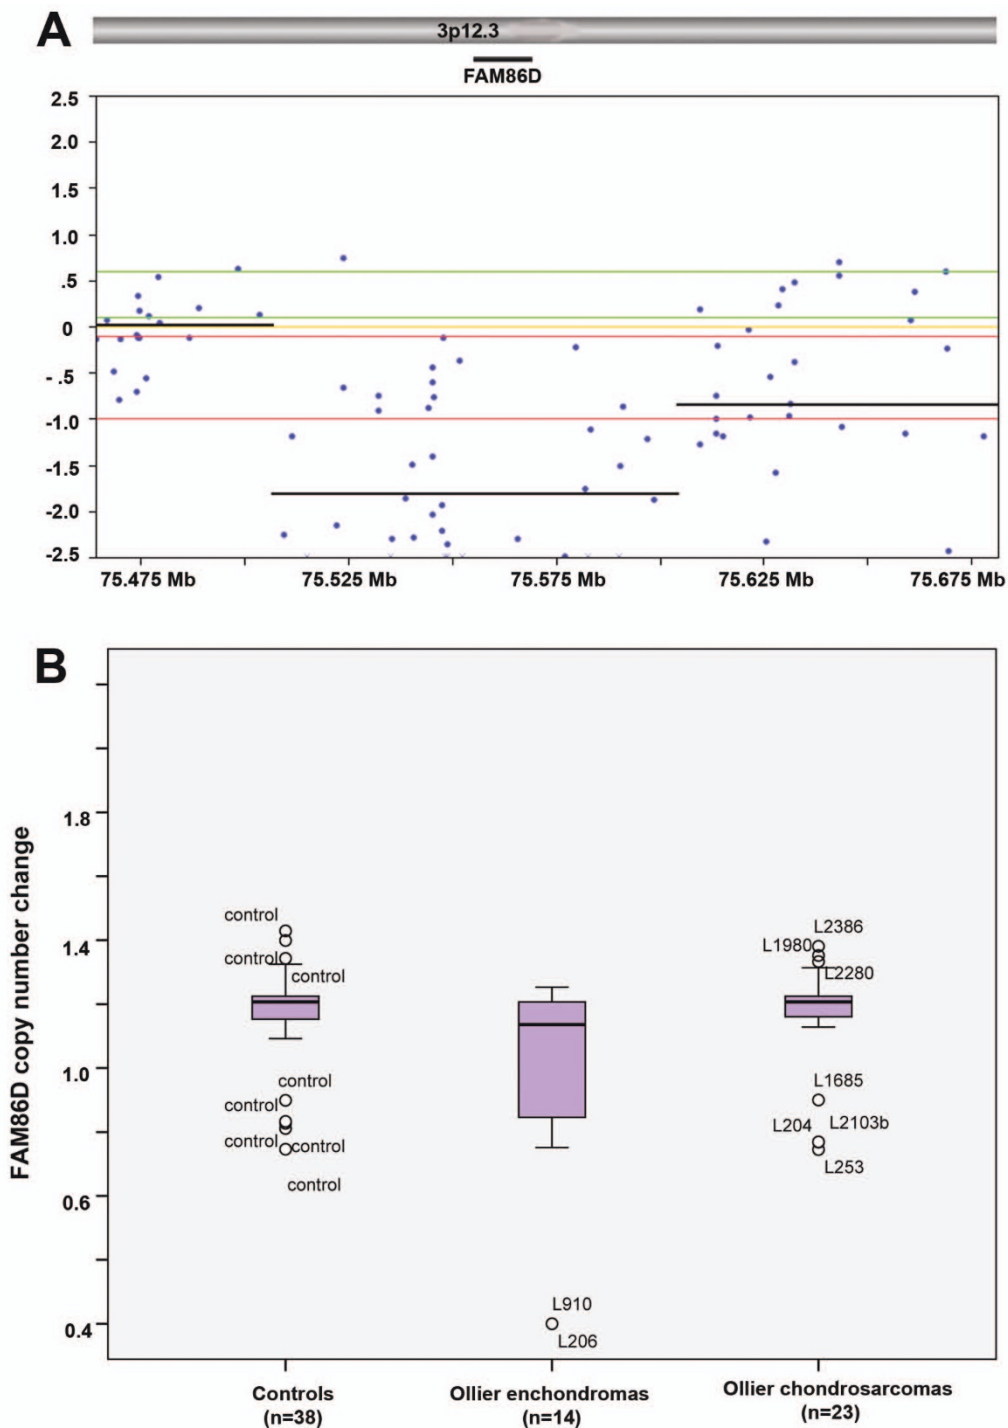 A
3p12.3
FAM86D
2.5
2.0
1.5
1.0
.5
0
- .5
-1.0
-1.5
-2.0
-2.5
75.475 Mb 75.525 Mb 75.575 Mb 75.625 Mb 75.675 Mb
B
FAM86D copy number change
1.8
1.4
1.0
0.6
0.4
control
control
control
control
control
control
control
control
L910
L206
L2386
L1980
L2280
L1685
L204
L2103b
L253
Controls
(n=38)
Ollier enchondromas
(n=14)
Ollier chondrosarcomas
(n=23)